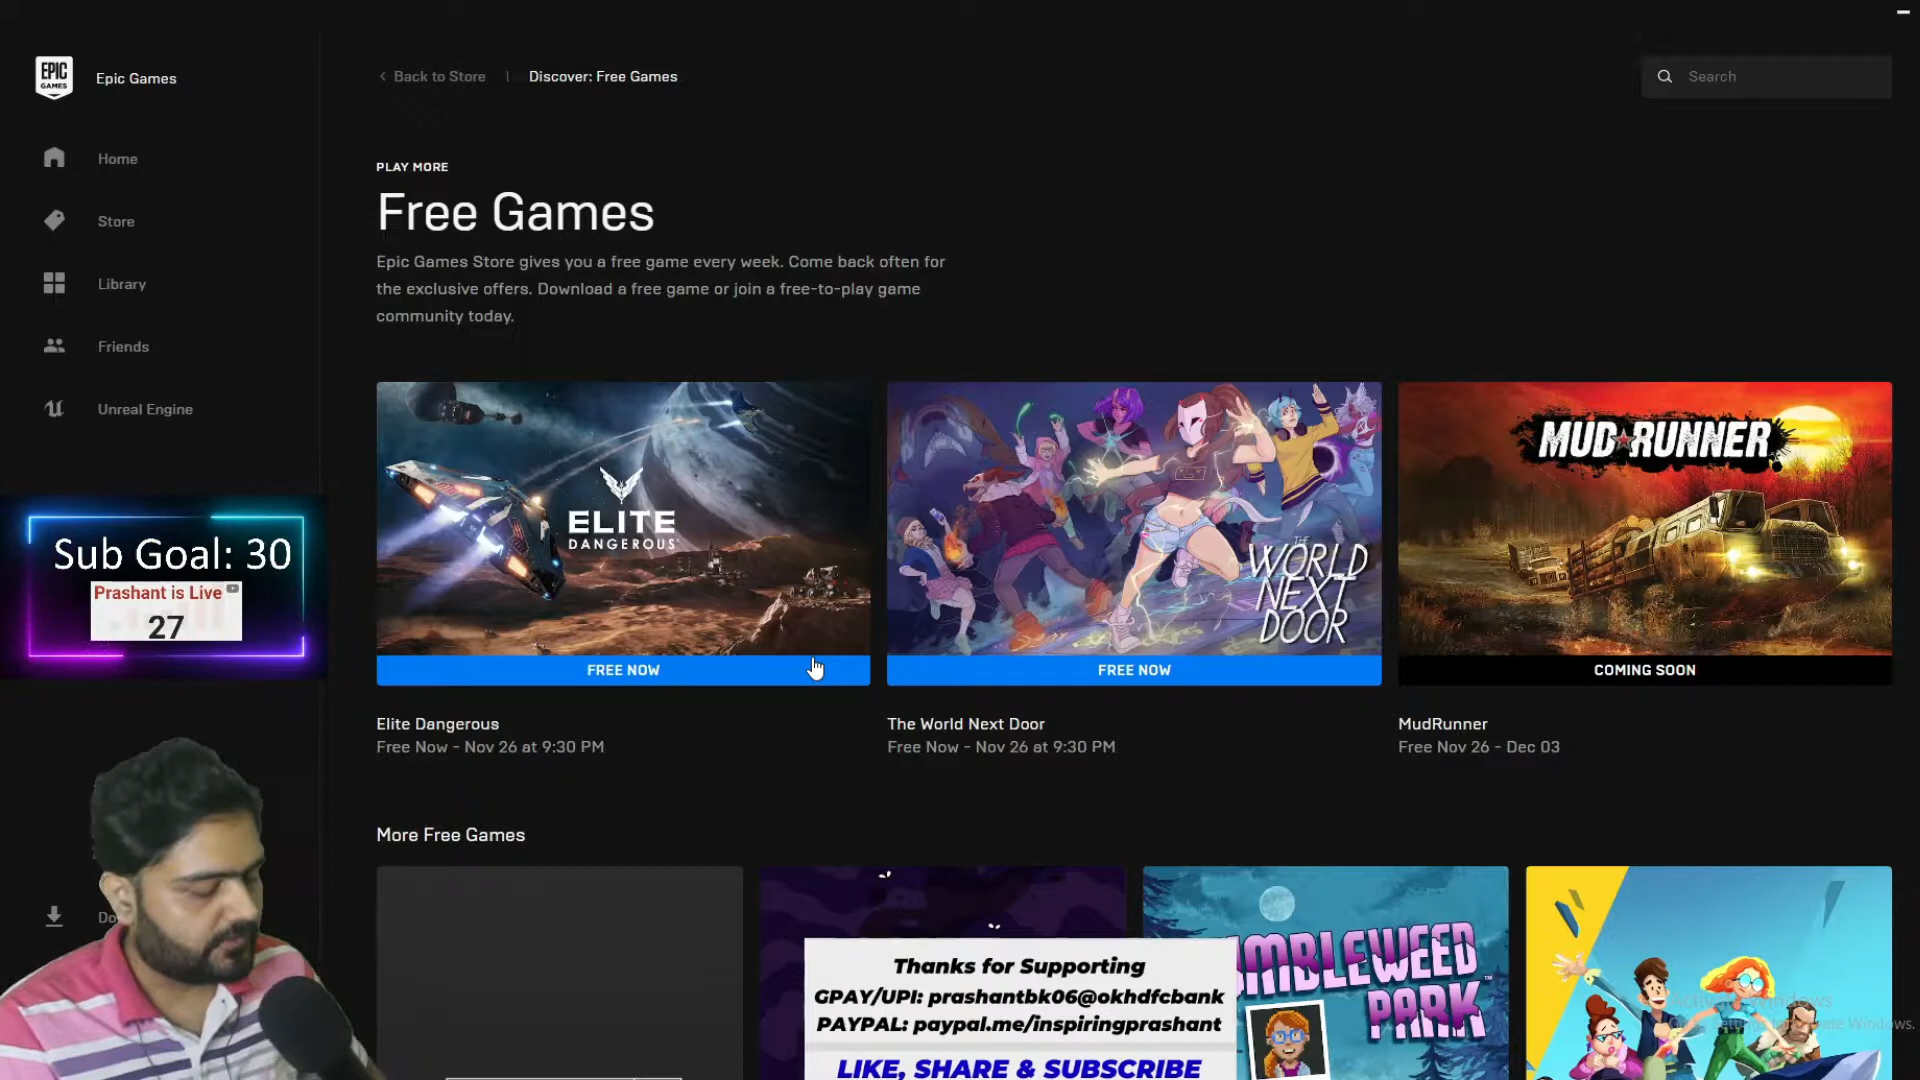 EPIC
GAMES
Epic Games
Back to Store
Discover: Free Games
Search
Home
Store
Library
Friends
Unreal Engine
PLAY MORE
Free Games
Epic Games Store gives you a free game every week. Come back often for
the exclusive offers. Download a free game or join a free-to-play game
community today.
Sub Goal: 30
Prashant is Live
27
ELITE
DANGEROUS
FREE NOW
Elite Dangerous
Free Now - Nov 26 at 9:30 PM
THE
WORLD
NEXT
DOOR
FREE NOW
The World Next Door
Free Now - Nov 26 at 9:30 PM
MUDRUNNER
COMING SOON
MudRunner
Free Nov 26 - Dec 03
More Free Games
MBLEWEED
PARK
Thanks for Supporting
GPAY/UPI: prashantbk06@okhdfcbank
PAYPAL: paypal.me/inspiringprashant
LIKE, SHARE & SUBSCRIBE